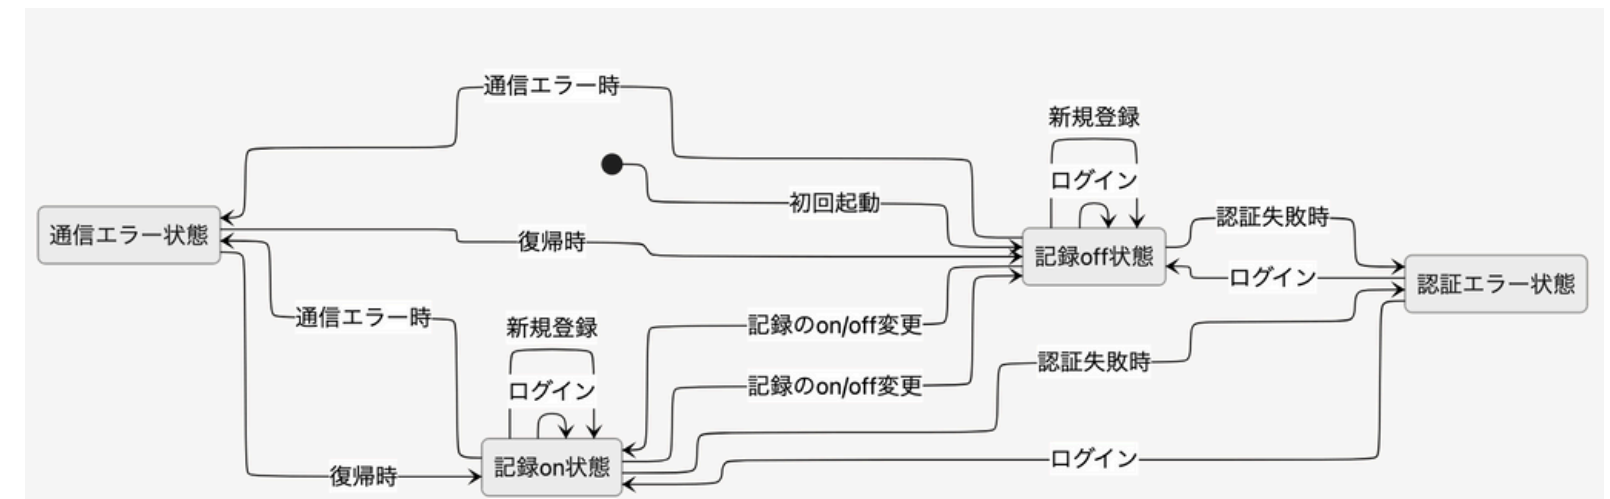 通信エラー時
新規登録
ログイン
初回起動
認証失敗時
通信エラー状態
復帰時
記録off状態
ログイン
認証エラー状態
通信エラー時
新規登録
記録のon/off変更
ログイン
記録のon/off変更
認証失敗時
記録on状態
ログイン
復帰時